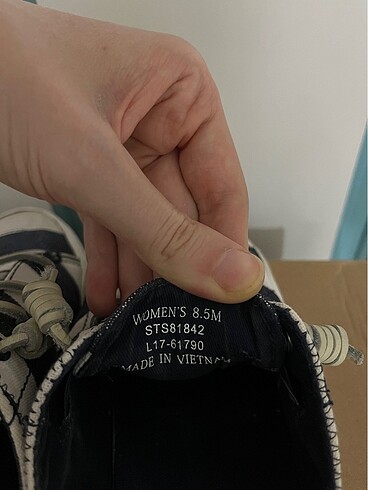 WOMEN'S 8.5M
STS81842
L17-61790
MADE IN VIETNAM